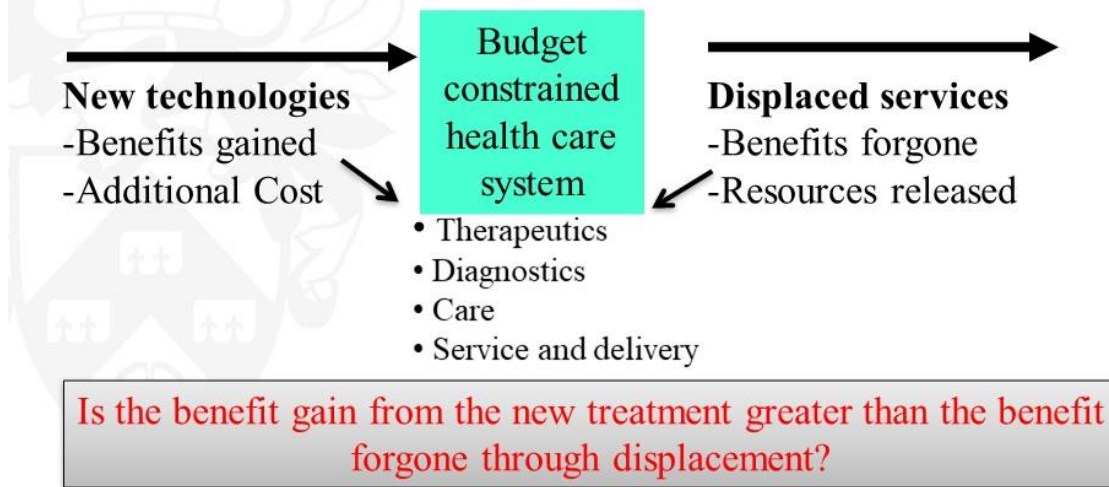 Budget
constrained
health care
system
New technologies
-Benefits gained
-Additional Cost
Displaced services
-Benefits forgone
-Resources released
• Therapeutics
• Diagnostics
• Care
• Service and delivery
Is the benefit gain from the new treatment greater than the benefit
forgone through displacement?